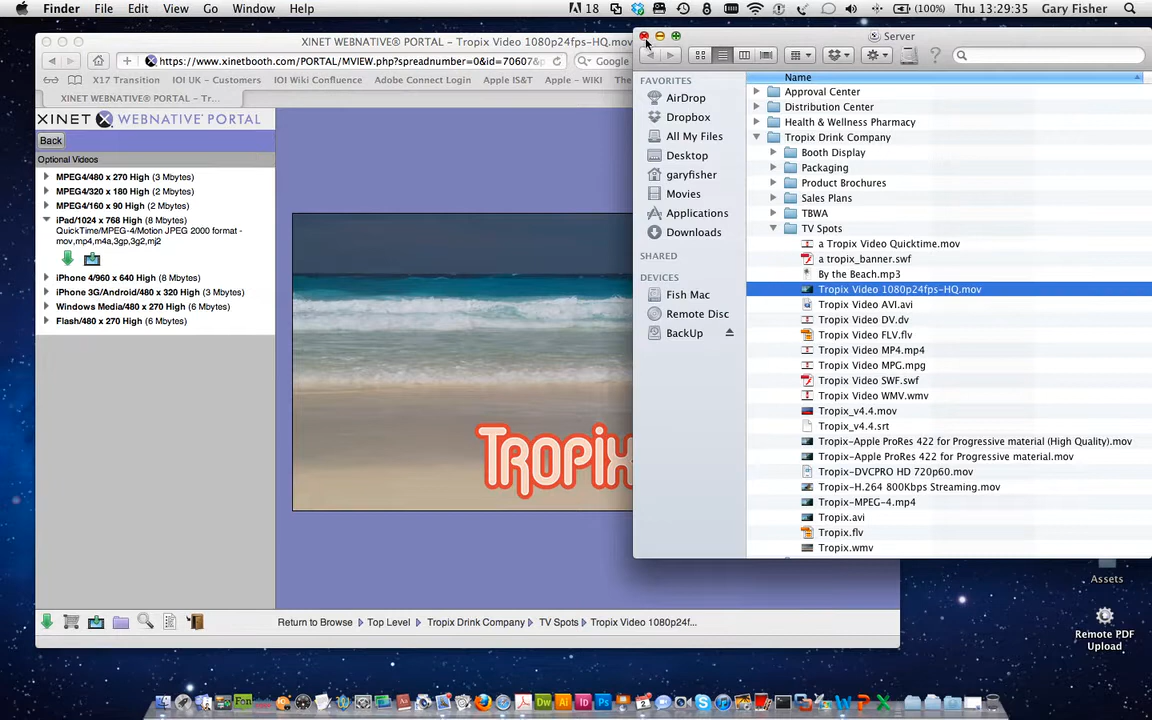 Finder File Edit View Go Window Help
18 (100%) Thu 13:29:35 Gary Fisher
XINET WEBNATIVE® PORTAL – Tropix Video 1080p24fps-HQ.mov
https://www.xinetbooth.com/PORTAL/MVIEW.php?spreadnumber=0&id=70607
Google
X17 Transition IOI UK – Customers IOI Wiki Confluence Adobe Connect Login Apple IS&T Apple – WIKI
XINET WEBNATIVE® PORTAL – Tr...
XINET WEBNATIVE® PORTAL
Back
Optional Videos
MPEG4/480 x 270 High (3 Mbytes)
MPEG4/320 x 180 High (2 Mbytes)
MPEG4/160 x 90 High (2 Mbytes)
iPad/1024 x 768 High (8 Mbytes)
QuickTime/MPEG-4/Motion JPEG 2000 format -
mov,mp4,m4a,3gp,3g2,mj2
iPhone 4/960 x 640 High (8 Mbytes)
iPhone 3G/Android/480 x 320 High (3 Mbytes)
Windows Media/480 x 270 High (6 Mbytes)
Flash/480 x 270 High (6 Mbytes)
Tropix
Return to Browse Top Level Tropix Drink Company TV Spots Tropix Video 1080p24f...
Server
FAVORITES
AirDrop
Dropbox
All My Files
Desktop
garyfisher
Movies
Applications
Downloads
SHARED
DEVICES
Fish Mac
Remote Disc
BackUp
Name
Approval Center
Distribution Center
Health & Wellness Pharmacy
Tropix Drink Company
Booth Display
Packaging
Product Brochures
Sales Plans
TBWA
TV Spots
a Tropix Video Quicktime.mov
a tropix_banner.swf
By the Beach.mp3
Tropix Video 1080p24fps-HQ.mov
Tropix Video AVI.avi
Tropix Video DV.dv
Tropix Video FLV.flv
Tropix Video MP4.mp4
Tropix Video MPG.mpg
Tropix Video SWF.swf
Tropix Video WMV.wmv
Tropix_v4.4.mov
Tropix_v4.4.srt
Tropix-Apple ProRes 422 for Progressive material (High Quality).mov
Tropix-Apple ProRes 422 for Progressive material.mov
Tropix-DVCPRO HD 720p60.mov
Tropix-H.264 800Kbps Streaming.mov
Tropix-MPEG-4.mp4
Tropix.avi
Tropix.flv
Tropix.wmv
Assets
Remote PDF
Upload